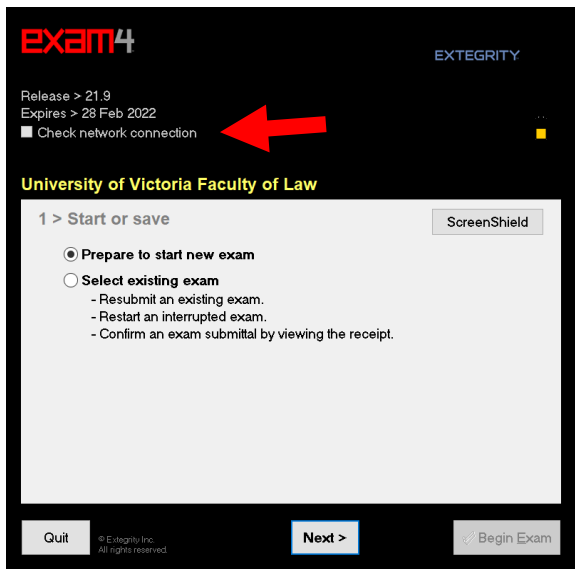 exam4
EXTEGRITY
Release > 21.9
Expires > 28 Feb 2022
Check network connection
University of Victoria Faculty of Law
1 > Start or save
ScreenShield
Prepare to start new exam
Select existing exam
- Resubmit an existing exam.
- Restart an interrupted exam.
- Confirm an exam submittal by viewing the receipt.
Quit
© Extegrity Inc.
All rights reserved.
Next >
Begin Exam